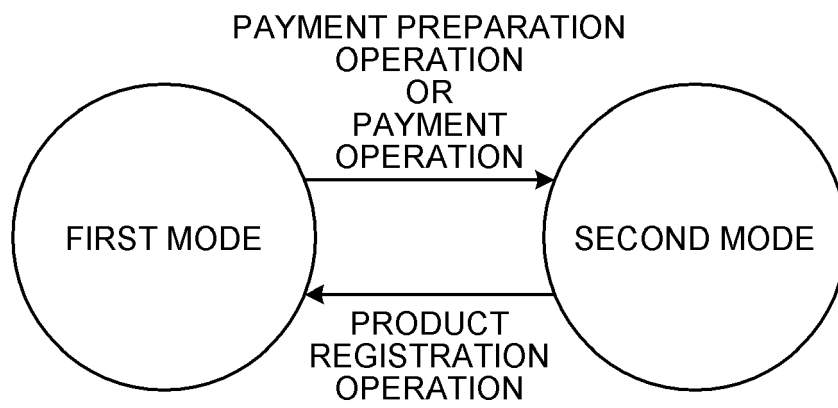 PAYMENT PREPARATION
OPERATION
OR
PAYMENT
OPERATION
FIRST MODE
SECOND MODE
PRODUCT
REGISTRATION
OPERATION